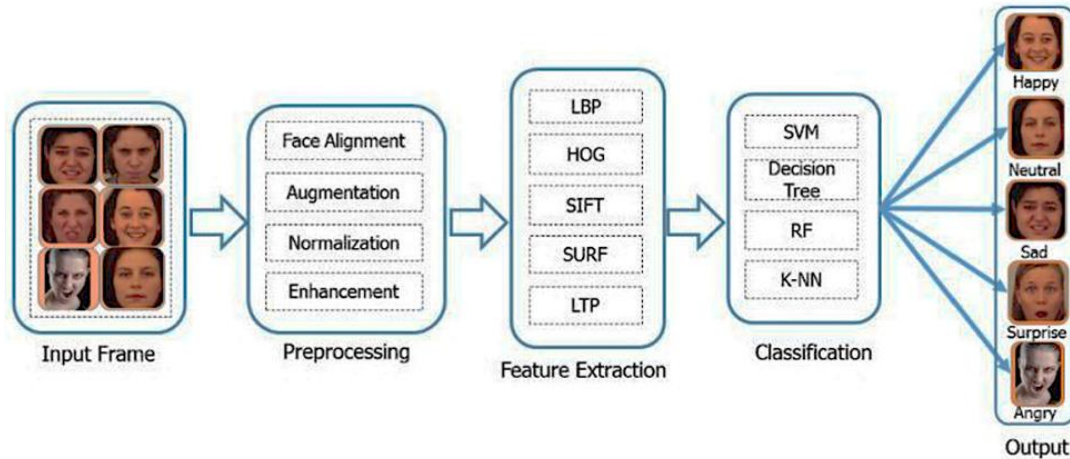 Input Frame
Face Alignment
Augmentation
Normalization
Enhancement
Preprocessing
LBP
HOG
SIFT
SURF
LTP
Feature Extraction
SVM
Decision
Tree
RF
K-NN
Classification
Happy
Neutral
Sad
Surprise
Angry
Output